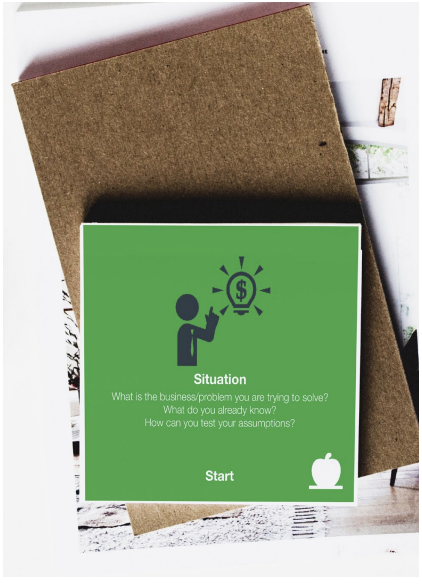 $
Situation
What is the business/problem you are trying to solve?
What do you already know?
How can you test your assumptions?
Start